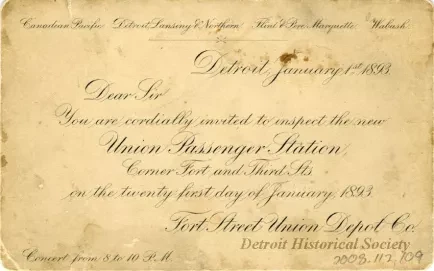 Canadian Pacific. Detroit, Lansing & Northern. Flint & Pere Marquette. Wabash.
Detroit, January 1st 1893.
Dear Sir
You are cordially invited to inspect the new
Union Passenger Station,
Corner Fort and Third Sts.
on the twenty first day of January, 1893.
Fort Street Union Depot Co.
Detroit Historical Society
Concert from 8 to 10 P.M.
2008.112.109